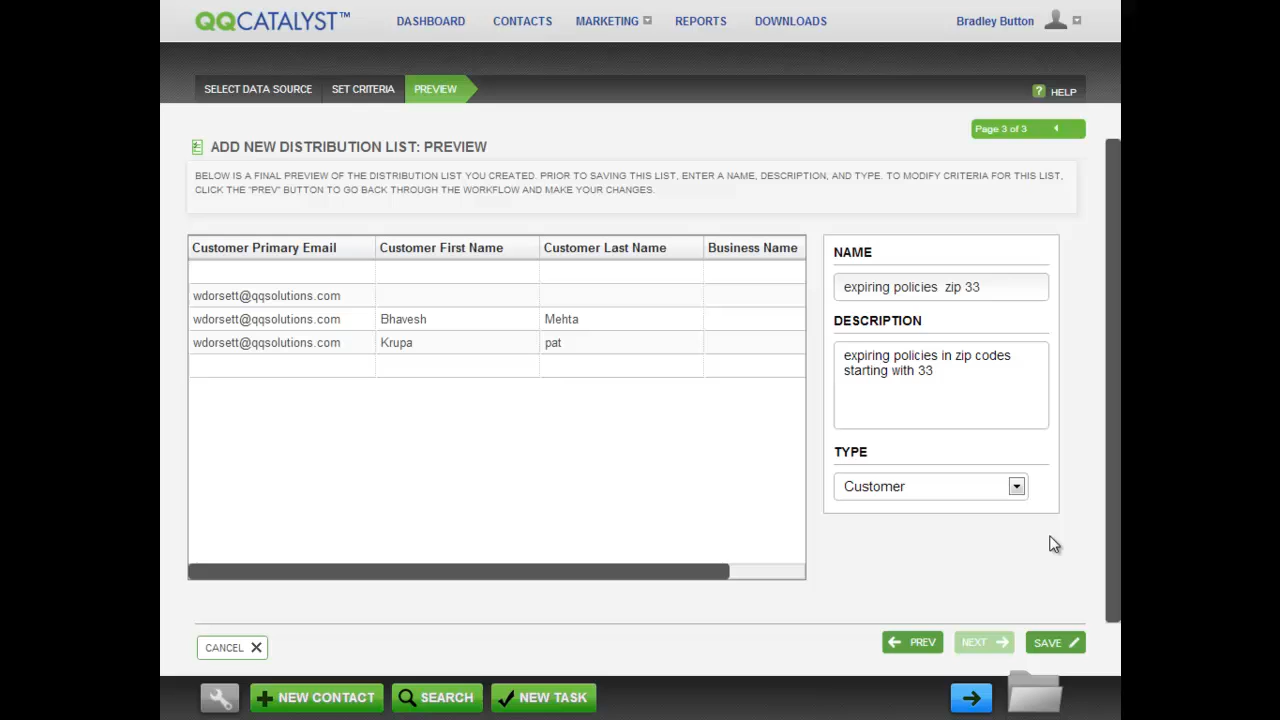 QQCATALYST™ DASHBOARD CONTACTS MARKETING REPORTS DOWNLOADS Bradley Button
SELECT DATA SOURCE SET CRITERIA PREVIEW ? HELP
Page 3 of 3
ADD NEW DISTRIBUTION LIST: PREVIEW
BELOW IS A FINAL PREVIEW OF THE DISTRIBUTION LIST YOU CREATED. PRIOR TO SAVING THIS LIST, ENTER A NAME, DESCRIPTION, AND TYPE. TO MODIFY CRITERIA FOR THIS LIST,
CLICK THE "PREV" BUTTON TO GO BACK THROUGH THE WORKFLOW AND MAKE YOUR CHANGES.
Customer Primary Email Customer First Name Customer Last Name Business Name
wdorsett@qqsolutions.com
wdorsett@qqsolutions.com Bhavesh Mehta
wdorsett@qqsolutions.com Krupa pat
NAME
expiring policies  zip 33
DESCRIPTION
expiring policies in zip codes
starting with 33
TYPE
Customer
CANCEL PREV NEXT SAVE
NEW CONTACT SEARCH NEW TASK